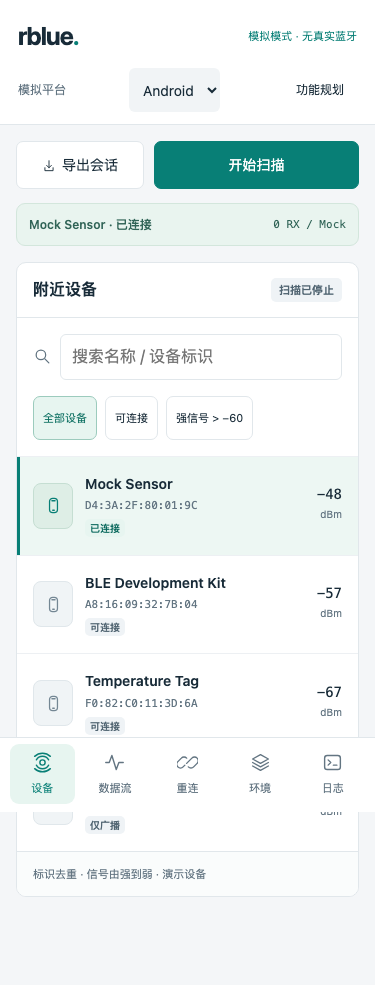 rblue.
模拟模式 · 无真实蓝牙
模拟平台
Android
功能规划
导出会话
开始扫描
Mock Sensor · 已连接
0 RX / Mock
附近设备
扫描已停止
搜索名称 / 设备标识
全部设备
可连接
强信号 > −60
Mock Sensor
D4:3A:2F:80:01:9C
已连接
−48
dBm
BLE Development Kit
A8:16:09:32:7B:04
可连接
−57
dBm
Temperature Tag
F0:82:C0:11:3D:6A
可连接
−67
dBm
设备
数据流
重连
环境
日志
仅广播
dBm
标识去重 · 信号由强到弱 · 演示设备